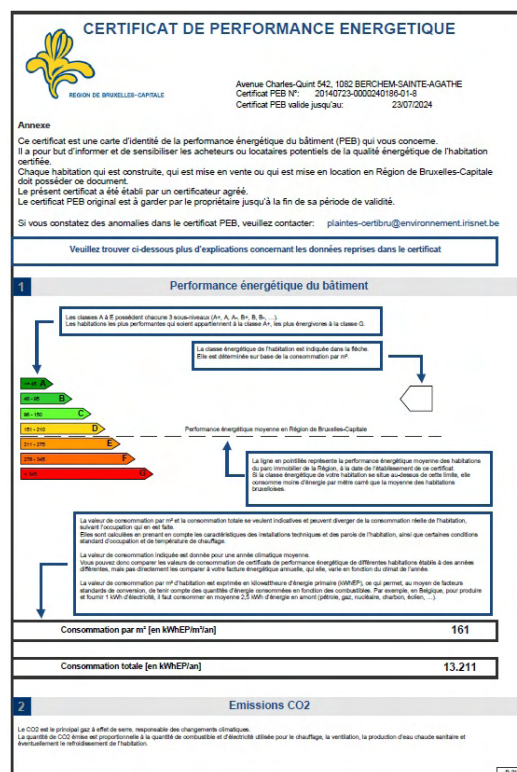 CERTIFICAT DE PERFORMANCE ENERGETIQUE
REGION DE BRUXELLES-CAPITALE
Avenue Charles-Quint 542, 1082 BERCHEM-SAINTE-AGATHE
Certificat PEB N°: 20140723-0000240186-01-8
Certificat PEB valide jusqu'au: 23/07/2024
Annexe
Ce certificat est une carte d'identité de la performance énergétique du bâtiment (PEB) qui vous concerne.
Il a pour but d'informer et de sensibiliser les acheteurs ou locataires potentiels de la qualité énergétique de l'habitation
certifiée.
Chaque habitation qui est construite, qui est mise en vente ou qui est mise en location en Région de Bruxelles-Capitale
doit posséder ce document.
Le présent certificat a été établi par un certificateur agréé.
Le certificat PEB original est à garder par le propriétaire jusqu'à la fin de sa période de validité.
Si vous constatez des anomalies dans le certificat PEB, veuillez contacter: plaintes-certibru@environnement.irisnet.be
Veuillez trouver ci-dessous plus d'explications concernant les données reprises dans le certificat
1 Performance énergétique du bâtiment
Les classes A à E possèdent chacune 3 sous-niveaux (A+, A, A-, B+, B, B-, ...).
Les habitations les plus performantes qui soient appartiennent à la classe A+, les plus énergivores à la classe G.
La classe énergétique de l'habitation est indiquée dans la flèche.
Elle est déterminée sur base de la consommation par m².
A
46 - 95 B
96 - 150 C
151 - 210 D
Performance énergétique moyenne en Région de Bruxelles-Capitale
211 - 275 E
276 - 345 F
G
La ligne en pointillés représente la performance énergétique moyenne des habitations
du parc immobilier de la Région, à la date de l'établissement de ce certificat.
Si la classe énergétique de votre habitation se situe au-dessus de cette limite, elle
consomme moins d'énergie par mètre carré que la moyenne des habitations
bruxelloises.
La valeur de consommation par m² et la consommation totale se veulent indicatives et peuvent diverger de la consommation réelle de l'habitation,
suivant l'occupation qui en est faite.
Elles sont calculées en prenant en compte les caractéristiques des installations techniques et des parois de l'habitation, ainsi que certaines conditions
standard d'occupation et de température de chauffage.
La valeur de consommation indiquée est donnée pour une année climatique moyenne.
Vous pouvez donc comparer les valeurs de consommation de certificats de performance énergétique de différentes habitations établis à des années
différentes, mais pas directement les comparer à votre facture énergétique annuelle, qui elle, varie en fonction du climat de l'année.
La valeur de consommation par m² d'habitation est exprimée en kilowattheure d'énergie primaire (kWhEP), ce qui permet, au moyen de facteurs
standards de conversion, de tenir compte des quantités d'énergie consommées en fonction des combustibles. Par exemple, en Belgique, pour produire
et fournir 1 kWh d'électricité, il faut consommer en moyenne 2,5 kWh d'énergie en amont (pétrole, gaz, nucléaire, charbon, éolien, ...).
Consommation par m² [en kWhEP/m²/an] 161
Consommation totale [en kWhEP/an] 13.211
2 Emissions CO2
Le CO2 est le principal gaz à effet de serre, responsable des changements climatiques.
La quantité de CO2 émise est proportionnelle à la quantité de combustible et d'électricité utilisée pour le chauffage, la ventilation, la production d'eau chaude sanitaire et
éventuellement le refroidissement de l'habitation.